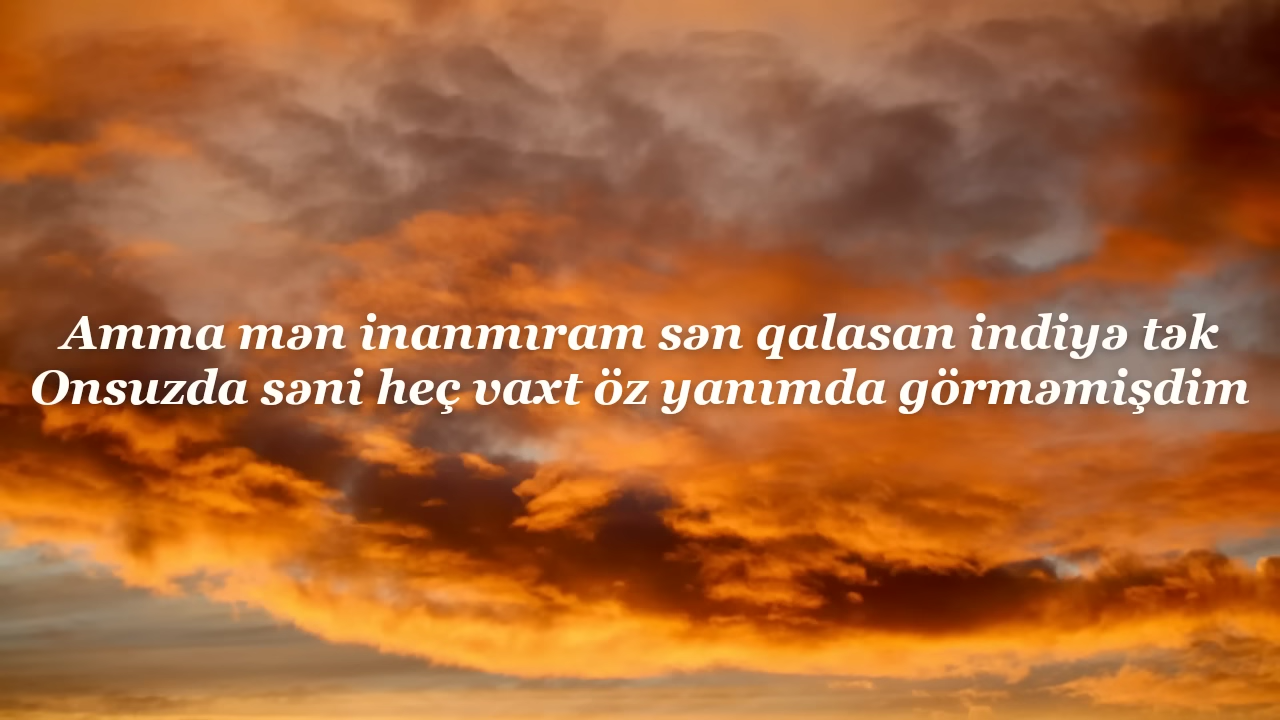 Amma mən inanmıram sən qalasan indiyə tək
Onsuzda səni heç vaxt öz yanımda görməmişdim